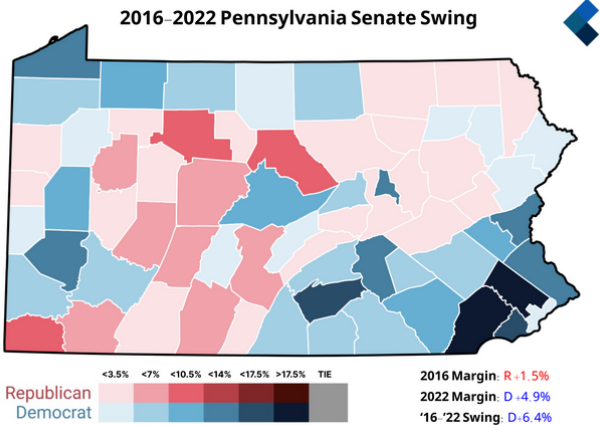 2016–2022 Pennsylvania Senate Swing
<3.5% <7% <10.5% <14% <17.5% >17.5% TIE
Republican
Democrat
2016 Margin: R+1.5%
2022 Margin: D+4.9%
‘16–‘22 Swing: D+6.4%